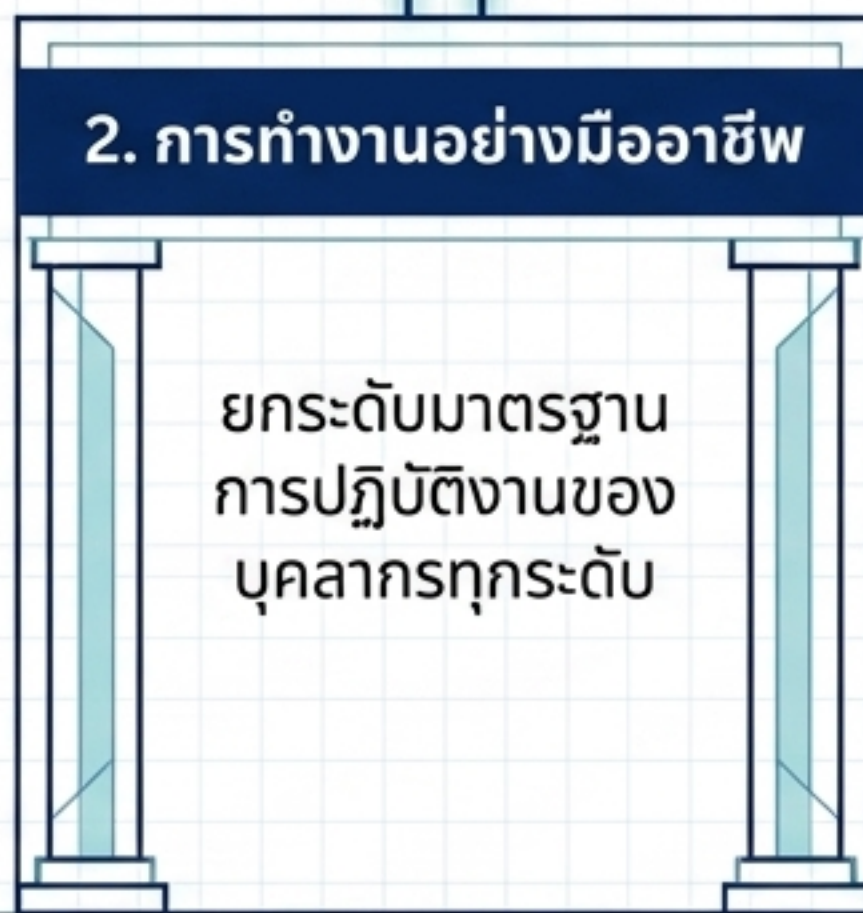 2. การทำงานอย่างมืออาชีพ
ยกระดับมาตรฐาน
การปฏิบัติงานของ
บุคลากรทุกระดับ